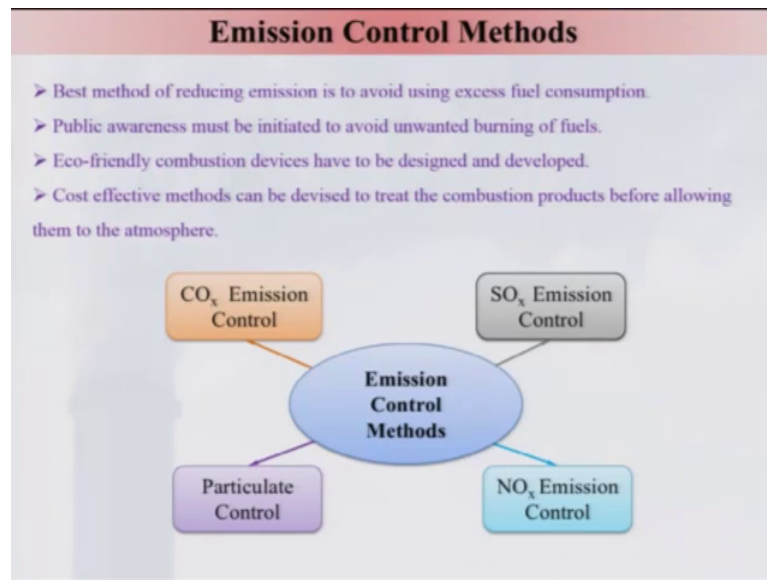 Emission Control Methods
➤ Best method of reducing emission is to avoid using excess fuel consumption.
➤ Public awareness must be initiated to avoid unwanted burning of fuels.
➤ Eco-friendly combustion devices have to be designed and developed.
➤ Cost effective methods can be devised to treat the combustion products before allowing
them to the atmosphere.
COₓ Emission
Control
SOₓ Emission
Control
Emission
Control
Methods
Particulate
Control
NOₓ Emission
Control